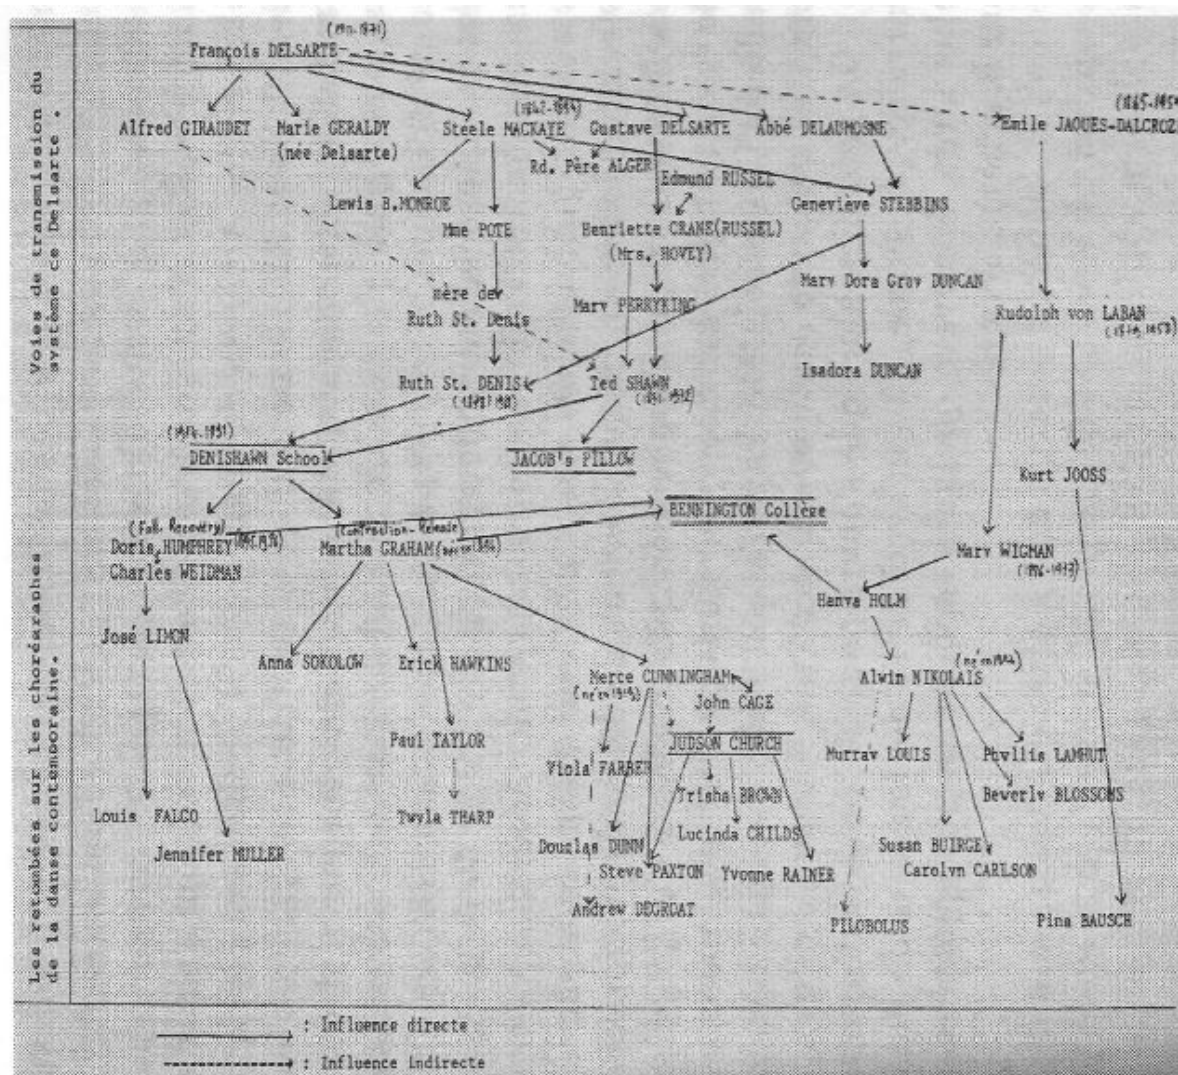 Voies de transmission du
système ce Delsarte .
Les retombées sur les chorégraphes
de la danse contemporaine.
François DELSARTE
Alfred GIRAUDET
Marie GERALDY
(née Delsarte)
Steele MACKAYE
Gustave DELSARTE
Abbé DELAUMOSNE
Emile JAQUES-DALCROZ
Rd. Père ALGER
Edmund RUSSEL
Lewis B.MONROE
Geneviève STEBBINS
Mme POTE
Henriette CRANE(RUSSEL)
(Mrs. HOVEY)
Mary Dora Gray DUNCAN
mère de
Ruth St. Denis
Mary PERRYKING
Rudolph von LABAN
Ruth St. DENIS
Ted SHAWN
Isadora DUNCAN
DENISHAWN School
JACOB's PILLOW
Kurt JOOSS
BENNINGTON Collège
(Fall. Recovery)
(Contraction-Release)
Doris HUMPHREY
Martha GRAHAM
Charles WEIDMAN
Mary WIGMAN
Hanya HOLM
José LIMON
Anna SOKOLOW
Erick HAWKINS
Merce CUNNINGHAM
Alwin NIKOLAIS
John CAGE
Paul TAYLOR
JUDSON CHURCH
Murray LOUIS
Phyllis LAMHUT
Viola FARBER
Trisha BROWN
Bewerly BLOSSOMS
Louis FALCO
Twyla THARP
Lucinda CHILDS
Douglas DUNN
Susan BUIRGE
Jennifer MULLER
Steve PAXTON
Yvonne RAINER
Carolyn CARLSON
Andrew DEGROAT
PILOBOLUS
Pina BAUSCH
: Influence directe
: Influence indirecte